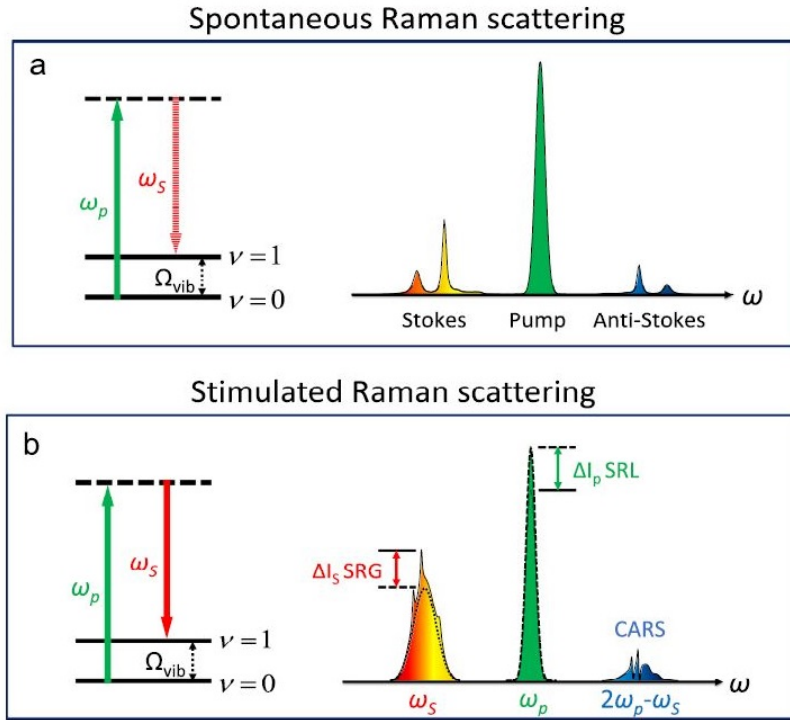 Spontaneous Raman scattering
a
ωp
ωS
ν = 1
Ωvib
ν = 0
ω
Stokes
Pump
Anti-Stokes
Stimulated Raman scattering
b
ΔIp SRL
ΔIS SRG
ωS
ωp
ν = 1
Ωvib
ν = 0
CARS
ω
ωS
ωp
2ωp-ωS